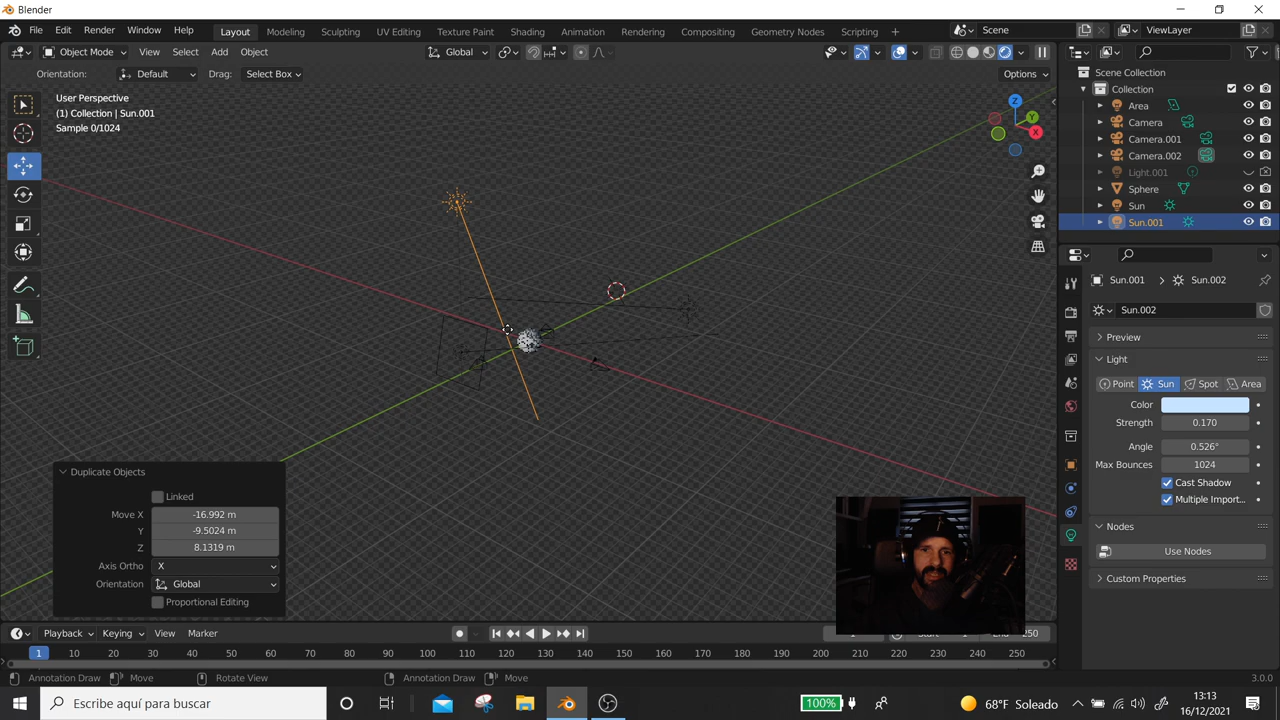 Blender
File Edit Render Window Help
Layout Modeling Sculpting UV Editing Texture Paint Shading Animation Rendering Compositing Geometry Nodes Scripting
Scene
ViewLayer
Object Mode View Select Add Object
Global
Orientation: Default Drag: Select Box
Options
User Perspective
(1) Collection | Sun.001
Sample 0/1024
Z
Y
X
Scene Collection
Collection
Area
Camera
Camera.001
Camera.002
Light.001
Sphere
Sun
Sun.001
Sun.001 Sun.002
Sun.002
Preview
Light
Point Sun Spot Area
Color
Strength 0.170
Angle 0.526°
Max Bounces 1024
Cast Shadow
Multiple Import...
Nodes
Use Nodes
Custom Properties
Duplicate Objects
Linked
Move X -16.992 m
Y -9.5024 m
Z 8.1319 m
Axis Ortho X
Orientation Global
Proportional Editing
Playback Keying View Marker
1 Start 1 End 250
1 10 20 30 40 50 60 70 80 90 100 110 120 130 140 150 160 170 180 190 200 210 220 230 240 250
Annotation Draw Move Rotate View Annotation Draw Move
3.0.0
Escribe aquí para buscar
100%
68°F Soleado
13:13
16/12/2021